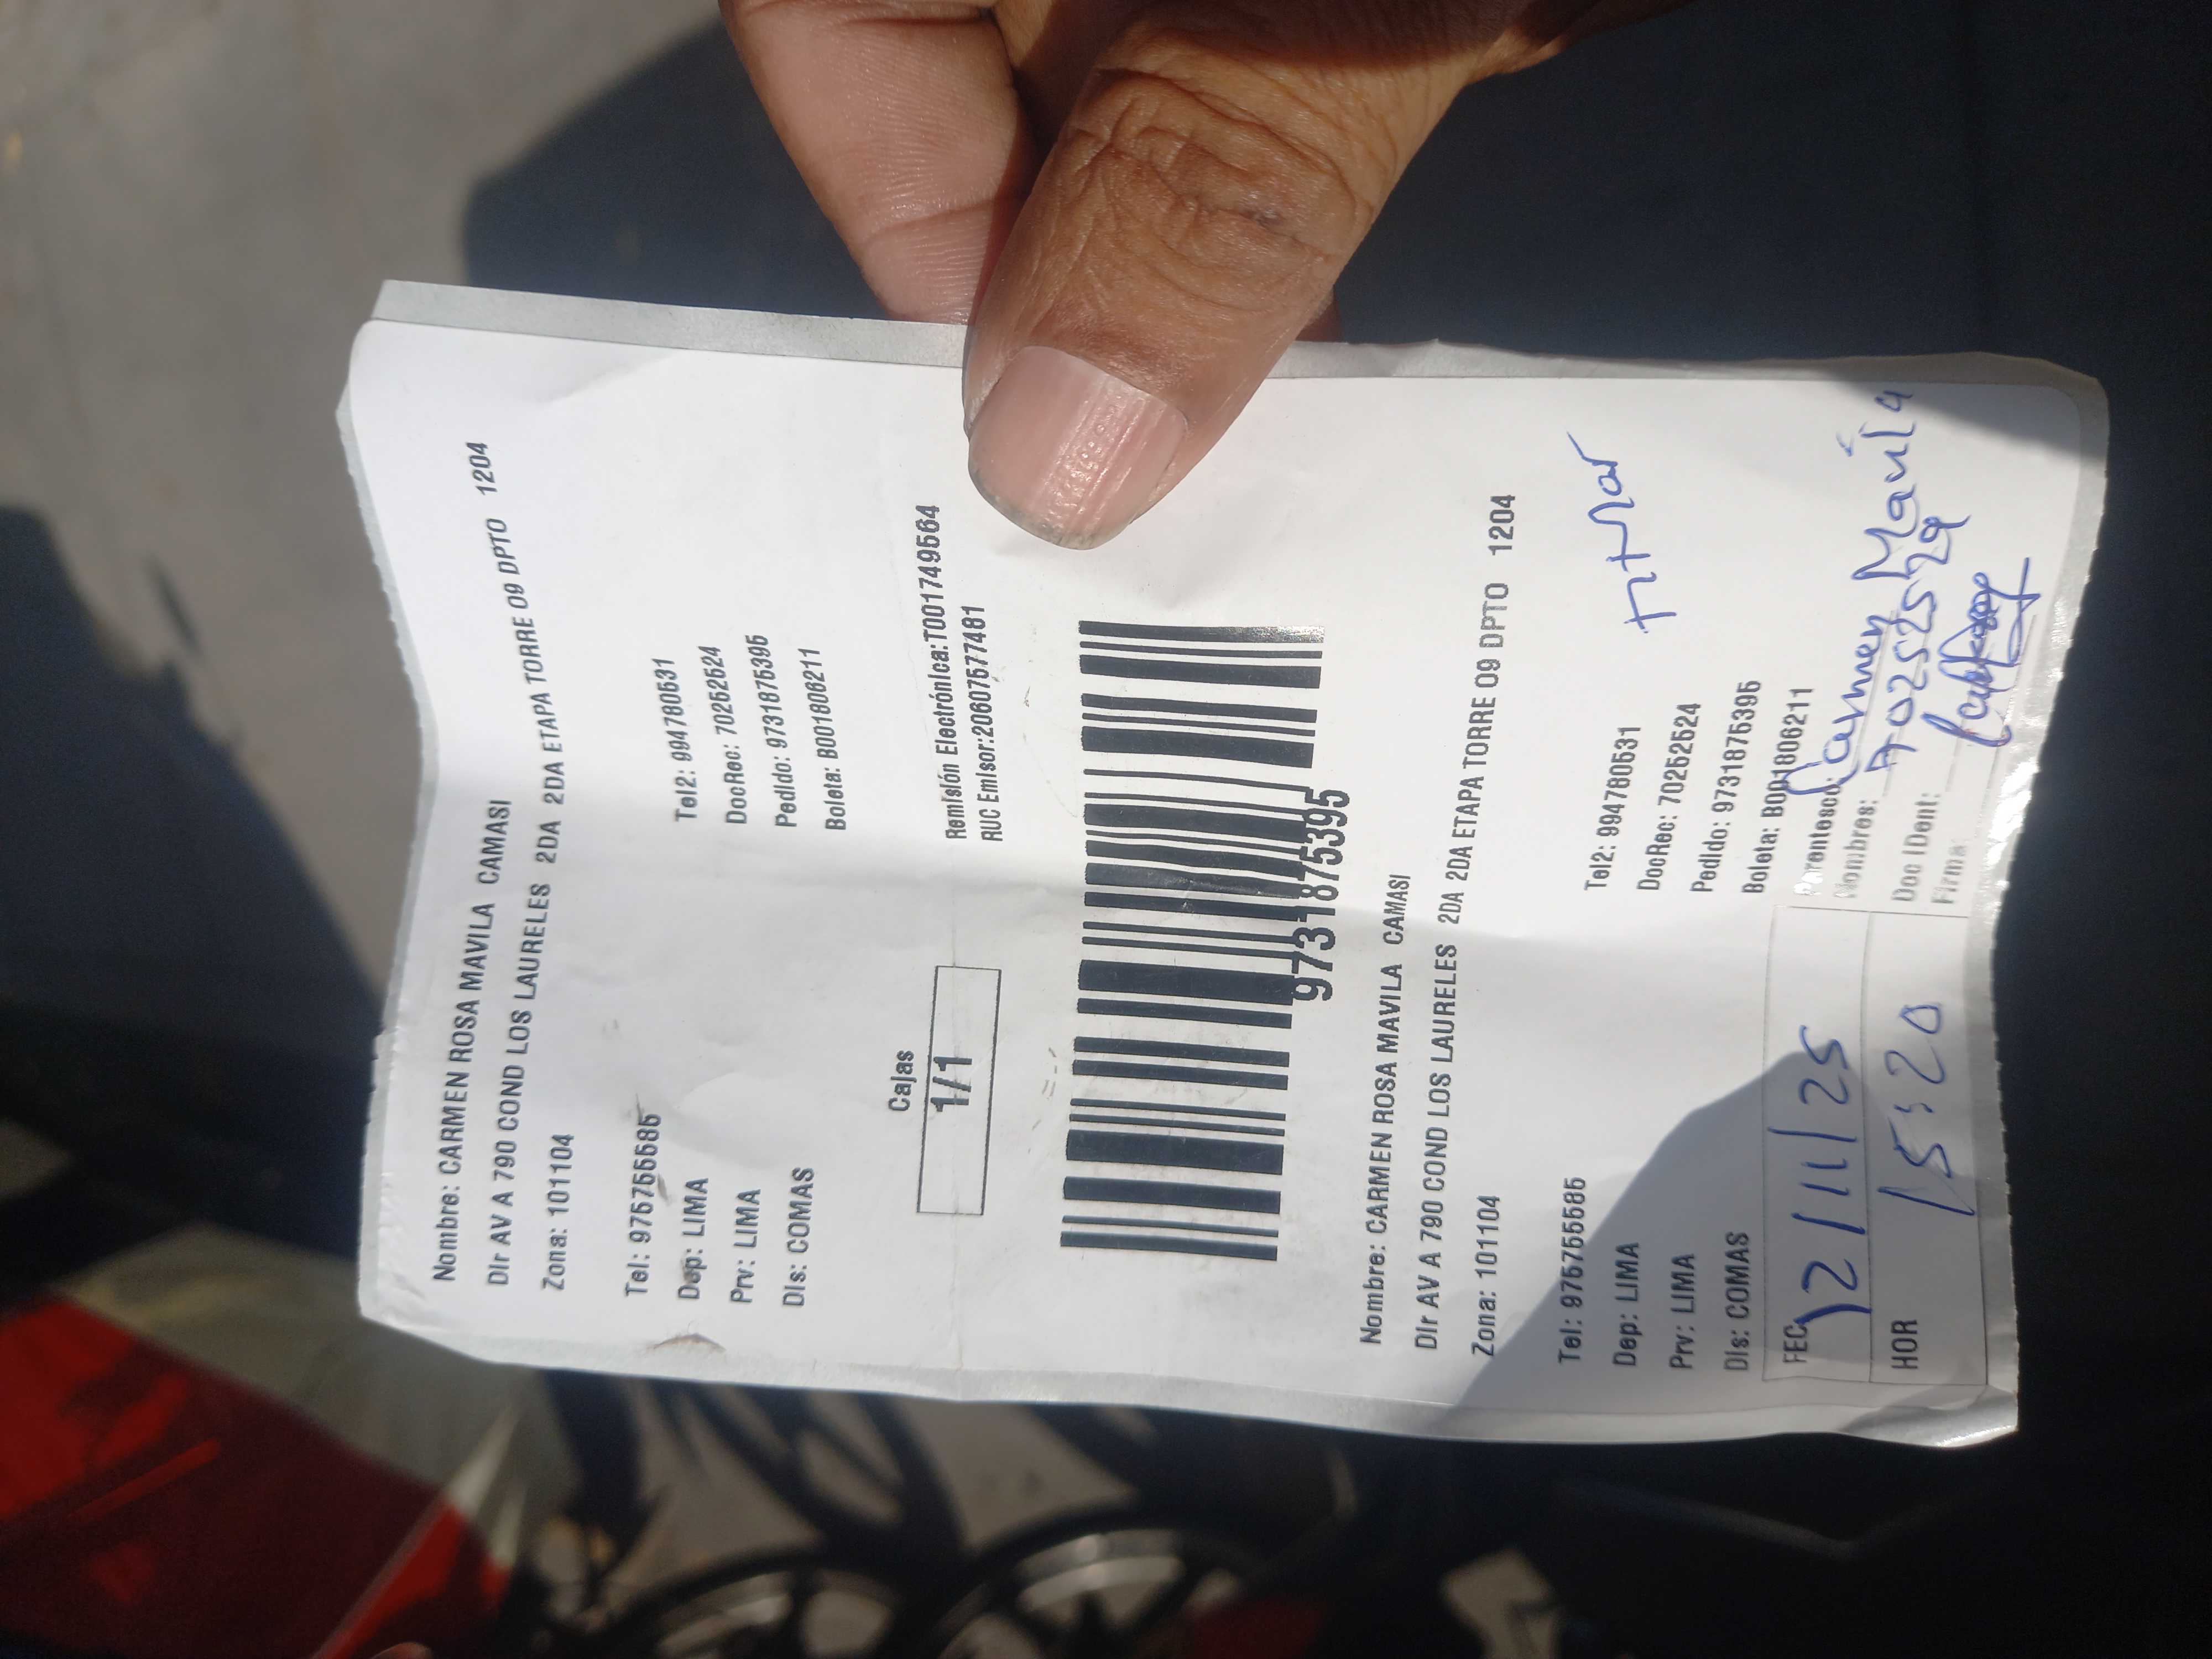 Nombre: CARMEN ROSA MAVILA CAMASI
Dir AV A 790 COND LOS LAURELES 2DA 2DA ETAPA TORRE 09 DPTO 1204
Zona: 101104
Tel: 975755585 Tel2: 994780531
Dep: LIMA DocRec: 70252524
Prv: LIMA Pedido: 9731875395
Dis: COMAS Boleta: B001806211
Cajas
1/1
Remisión Electrónica:T001749564
RUC Emisor:20607577481
9731875395
Nombre: CARMEN ROSA MAVILA CAMASI
Dir AV A 790 COND LOS LAURELES 2DA 2DA ETAPA TORRE 09 DPTO 1204
Zona: 101104
Tel: 975755585 Tel2: 994780531
Dep: LIMA DocRec: 70252524
Prv: LIMA Pedido: 9731875395
Dis: COMAS Boleta: B001806211
FEC 12/11/25
Parentesco:
Nombres: Carmen Mavila
HOR 15:20
Doc IDent: 70252524
Firma: